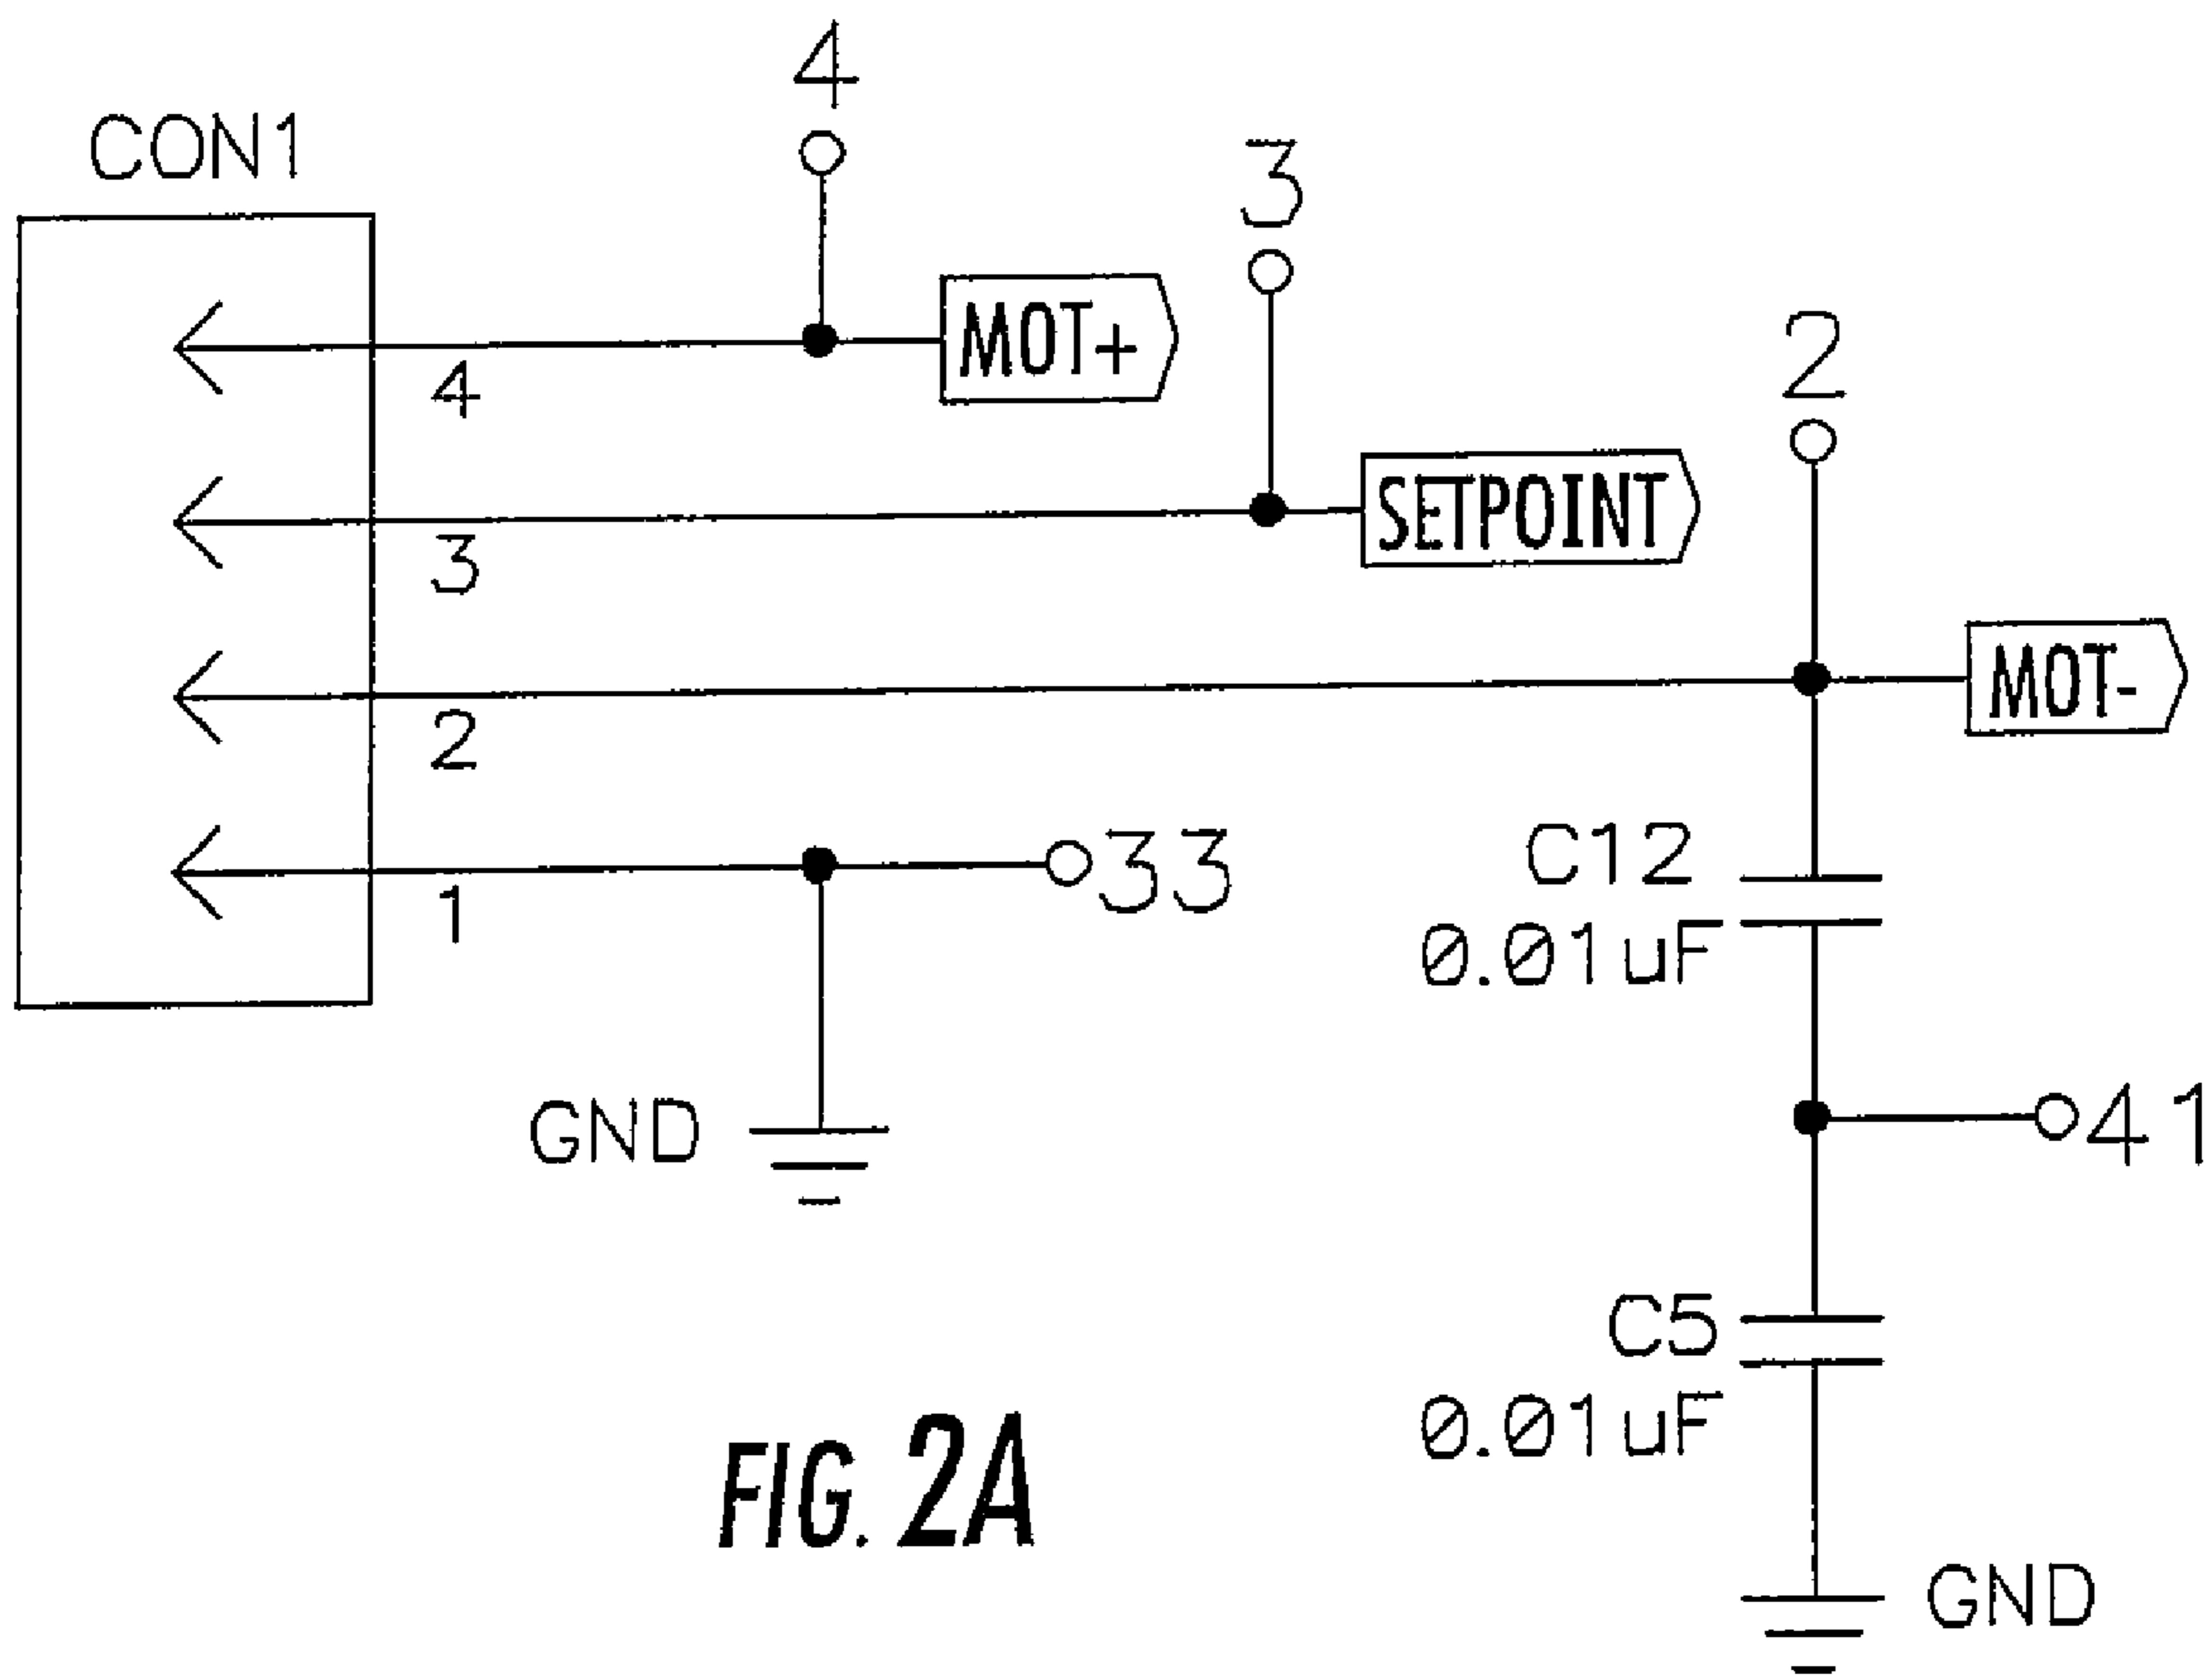 4
CON1
3
MOT+
2
4
SETPOINT
3
MOT-
2
C12
33
1
0.01uF
GND
41
C5
0.01uF
FIG. 2A
GND